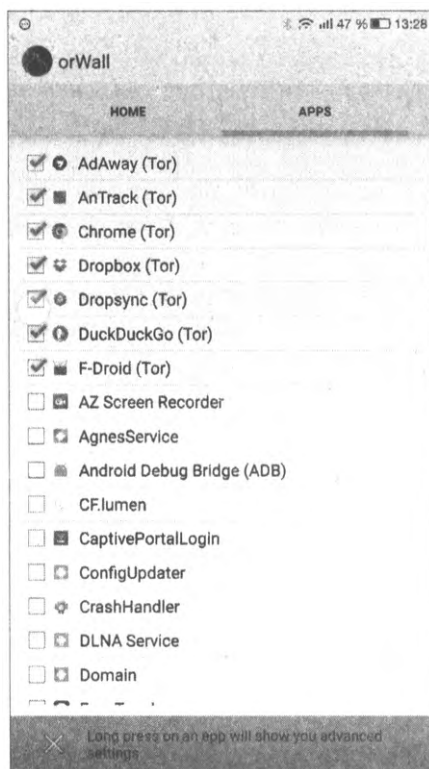 47 % 13:28
orWall
HOME APPS
AdAway (Tor)
AnTrack (Tor)
Chrome (Tor)
Dropbox (Tor)
Dropsync (Tor)
DuckDuckGo (Tor)
F-Droid (Tor)
AZ Screen Recorder
AgnesService
Android Debug Bridge (ADB)
CF.lumen
CaptivePortalLogin
ConfigUpdater
CrashHandler
DLNA Service
Domain
Long press on an app will show you advanced
settings